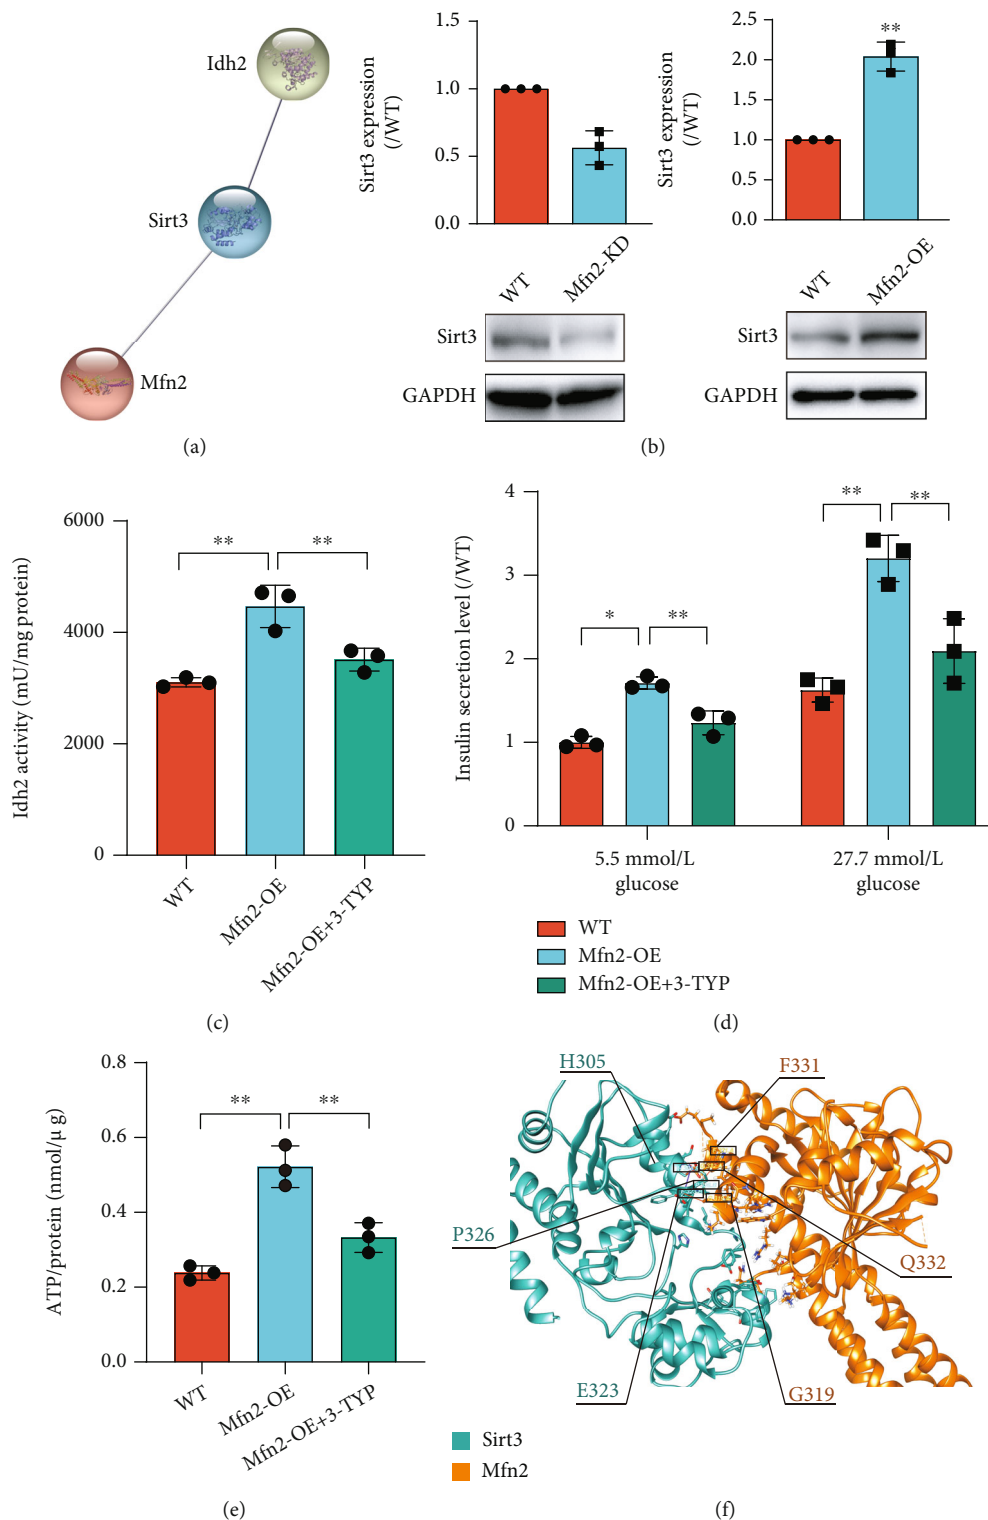 Idh2
Sirt3
Mfn2
(a)
Sirt3 expression
(/WT)
1.5
1.0
0.5
0.0
WT
Mfn2-KD
Sirt3
GAPDH
Sirt3 expression
(/WT)
2.5
2.0
1.5
1.0
0.5
0.0
**
WT
Mfn2-OE
Sirt3
GAPDH
(b)
Idh2 activity (mU/mg protein)
6000
4000
2000
0
**
**
WT
Mfn2-OE
Mfn2-OE+3-TYP
(c)
Insulin secretion level (/WT)
4
3
2
1
0
*
**
**
**
5.5 mmol/L
glucose
27.7 mmol/L
glucose
WT
Mfn2-OE
Mfn2-OE+3-TYP
(d)
ATP/protein (nmol/μg)
0.8
0.6
0.4
0.2
0.0
**
**
WT
Mfn2-OE
Mfn2-OE+3-TYP
(e)
H305
F331
P326
Q332
E323
G319
Sirt3
Mfn2
(f)